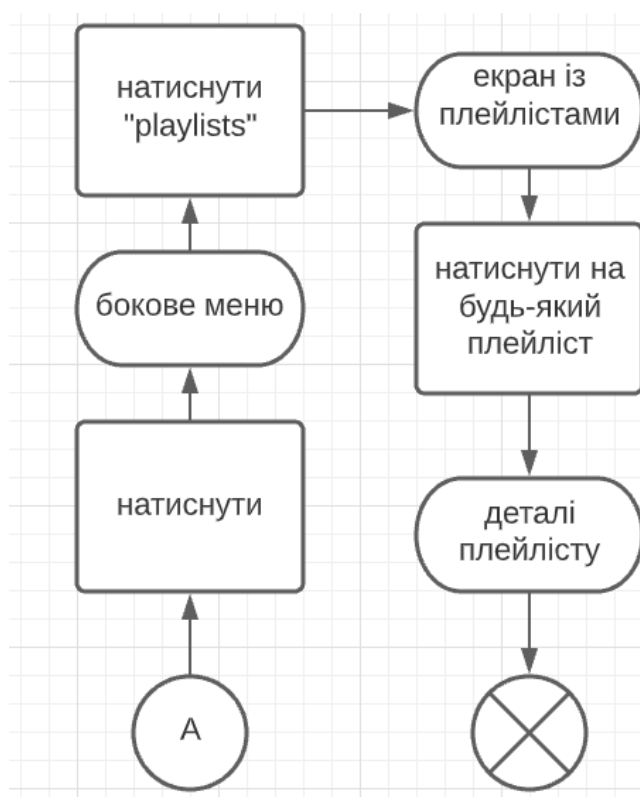 натиснути
"playlists"
екран із
плейлістами
бокове меню
натиснути на
будь-який
плейліст
натиснути
деталі
плейлісту
A